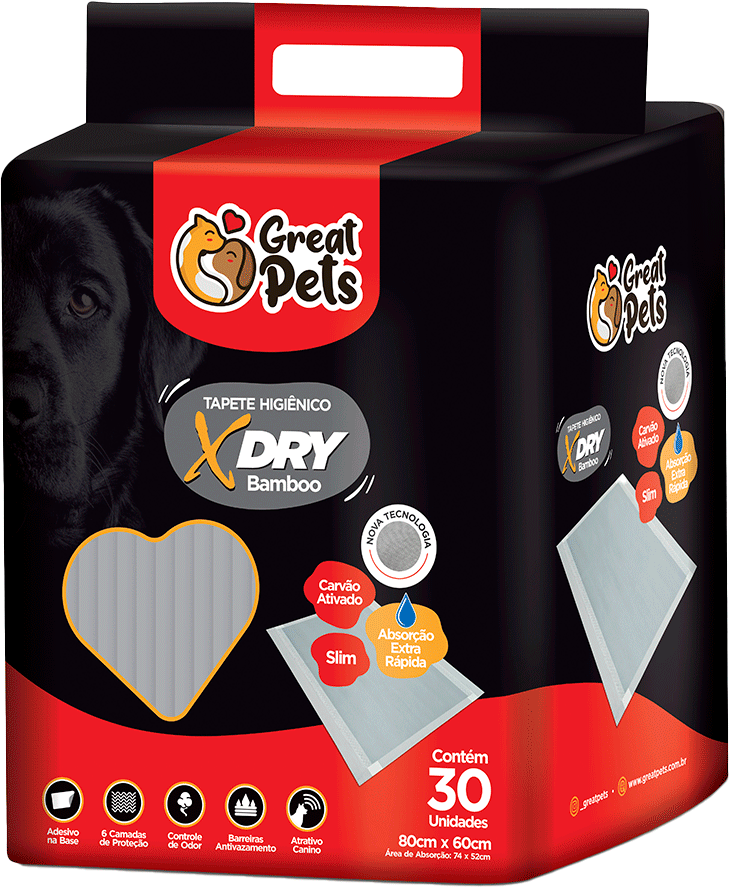 Great
Pets
TAPETE HIGIÊNICO
X DRY
Bamboo
NOVA TECNOLOGIA
Carvão
Ativado
Absorção
Extra
Rápida
Slim
Contém
30
Unidades
80cm x 60cm
Área de Absorção: 74 x 52cm
Adesivo
na Base
6 Camadas
de Proteção
Controle
de Odor
Barreiras
Antivazamento
Atrativo
Canino
Great
Pets
NOVA TECNOLOGIA
TAPETE HIGIÊNICO
X DRY
Bamboo
Carvão
Ativado
Absorção
Extra
Rápida
Slim
_greatpets • www.greatpets.com.br